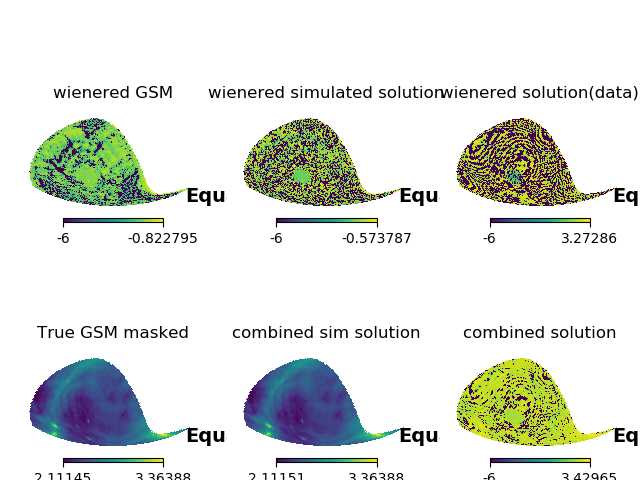 wienered GSM
wienered simulated solution
wienered solution(data)
Equ
Equ
Eq
-6
-0.822795
-6
-0.573787
-6
3.27286
True GSM masked
combined sim solution
combined solution
Equ
Equ
Eq
2.11145
3.36388
2.11151
3.36388
-6
3.42965